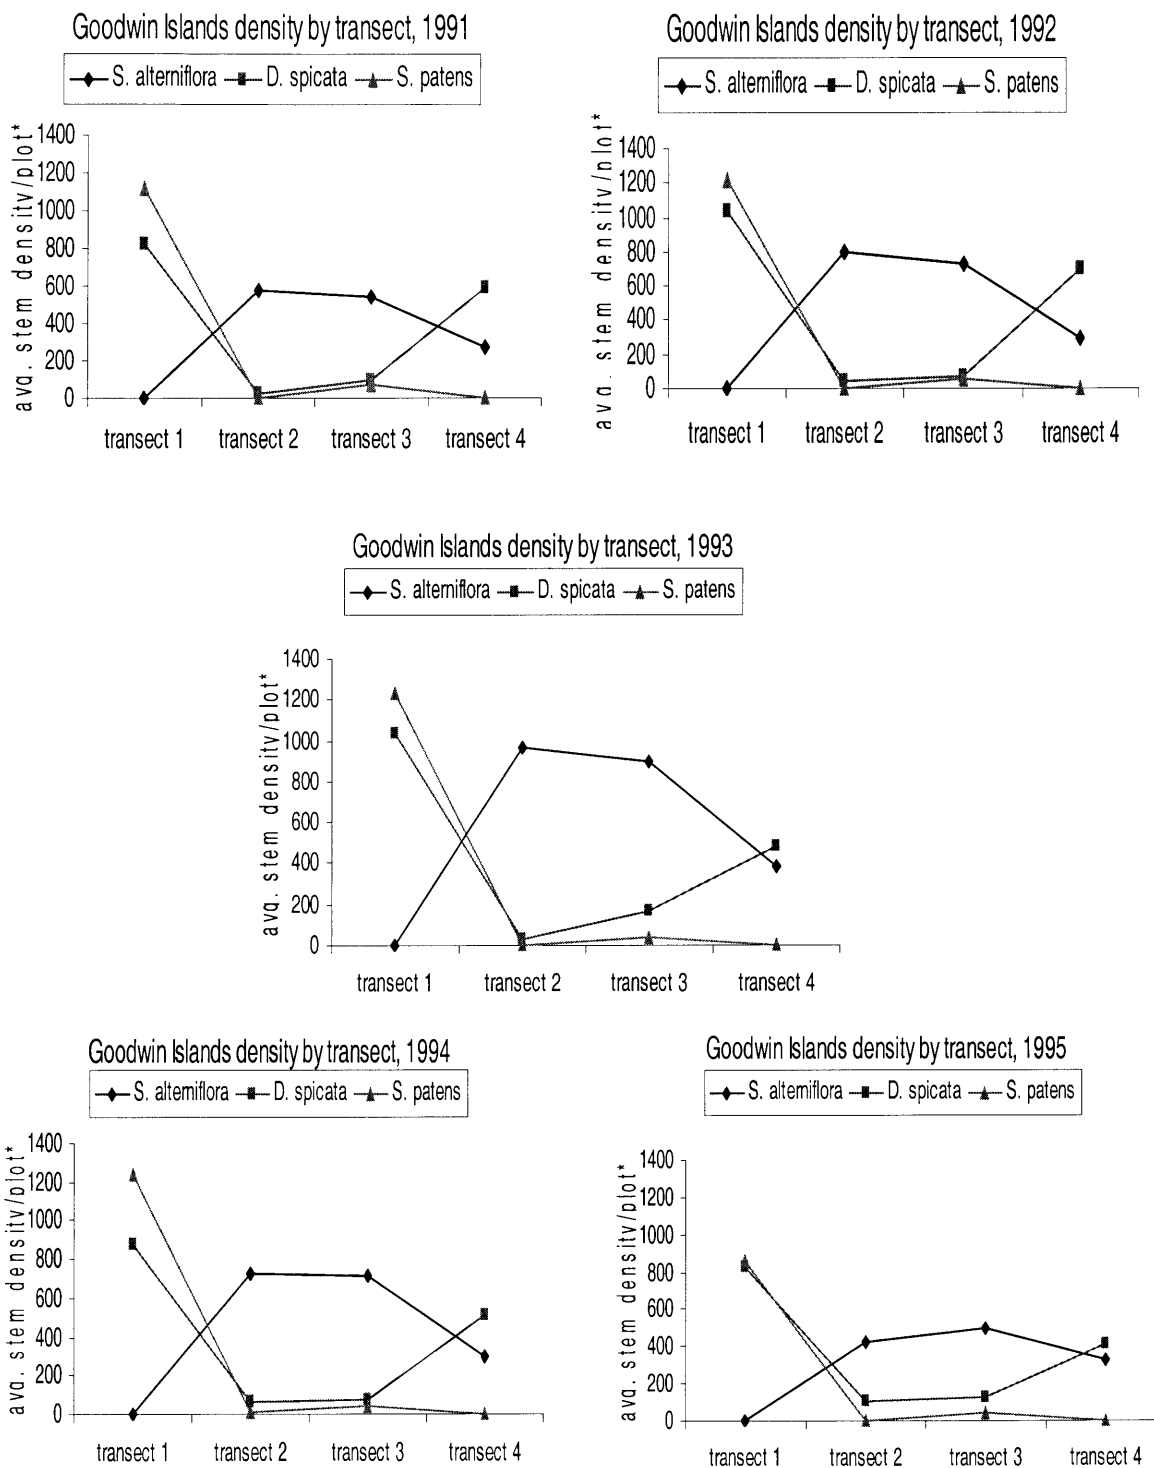 Goodwin Islands density by transect, 1991
S. alterniflora D. spicata S. patens
avg. stem density/plot*
1400
1200
1000
800
600
400
200
0
transect 1 transect 2 transect 3 transect 4
Goodwin Islands density by transect, 1992
S. alterniflora D. spicata S. patens
avg. stem density/plot*
1400
1200
1000
800
600
400
200
0
transect 1 transect 2 transect 3 transect 4
Goodwin Islands density by transect, 1993
S. alterniflora D. spicata S. patens
avg. stem density/plot*
1400
1200
1000
800
600
400
200
0
transect 1 transect 2 transect 3 transect 4
Goodwin Islands density by transect, 1994
S. alterniflora D. spicata S. patens
avg. stem density/plot*
1400
1200
1000
800
600
400
200
0
transect 1 transect 2 transect 3 transect 4
Goodwin Islands density by transect, 1995
S. alterniflora D. spicata S. patens
avg. stem density/plot*
1400
1200
1000
800
600
400
200
0
transect 1 transect 2 transect 3 transect 4